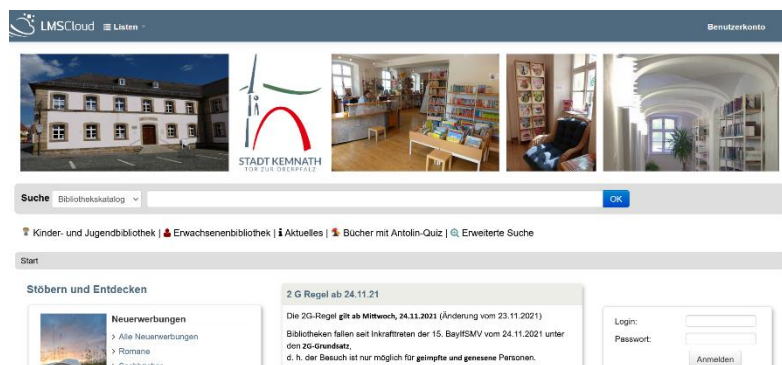 LMSCloud Listen
Benutzerkonto
STADT KEMNATH
TOR ZUR OBERPFALZ
Suche Bibliothekskatalog OK
Kinder- und Jugendbibliothek | Erwachsenenbibliothek | Aktuelles | Bücher mit Antolin-Quiz | Erweiterte Suche
Start
Stöbern und Entdecken
Neuerwerbungen
> Alle Neuerwerbungen
> Romane
> Sachbücher
2 G Regel ab 24.11.21
Die 2G-Regel gilt ab Mittwoch, 24.11.2021 (Änderung vom 23.11.2021)
Bibliotheken fallen seit Inkrafttreten der 15. BayIfSMV vom 24.11.2021 unter
den 2G-Grundsatz,
d. h. der Besuch ist nur möglich für geimpfte und genesene Personen.
Login:
Passwort:
Anmelden